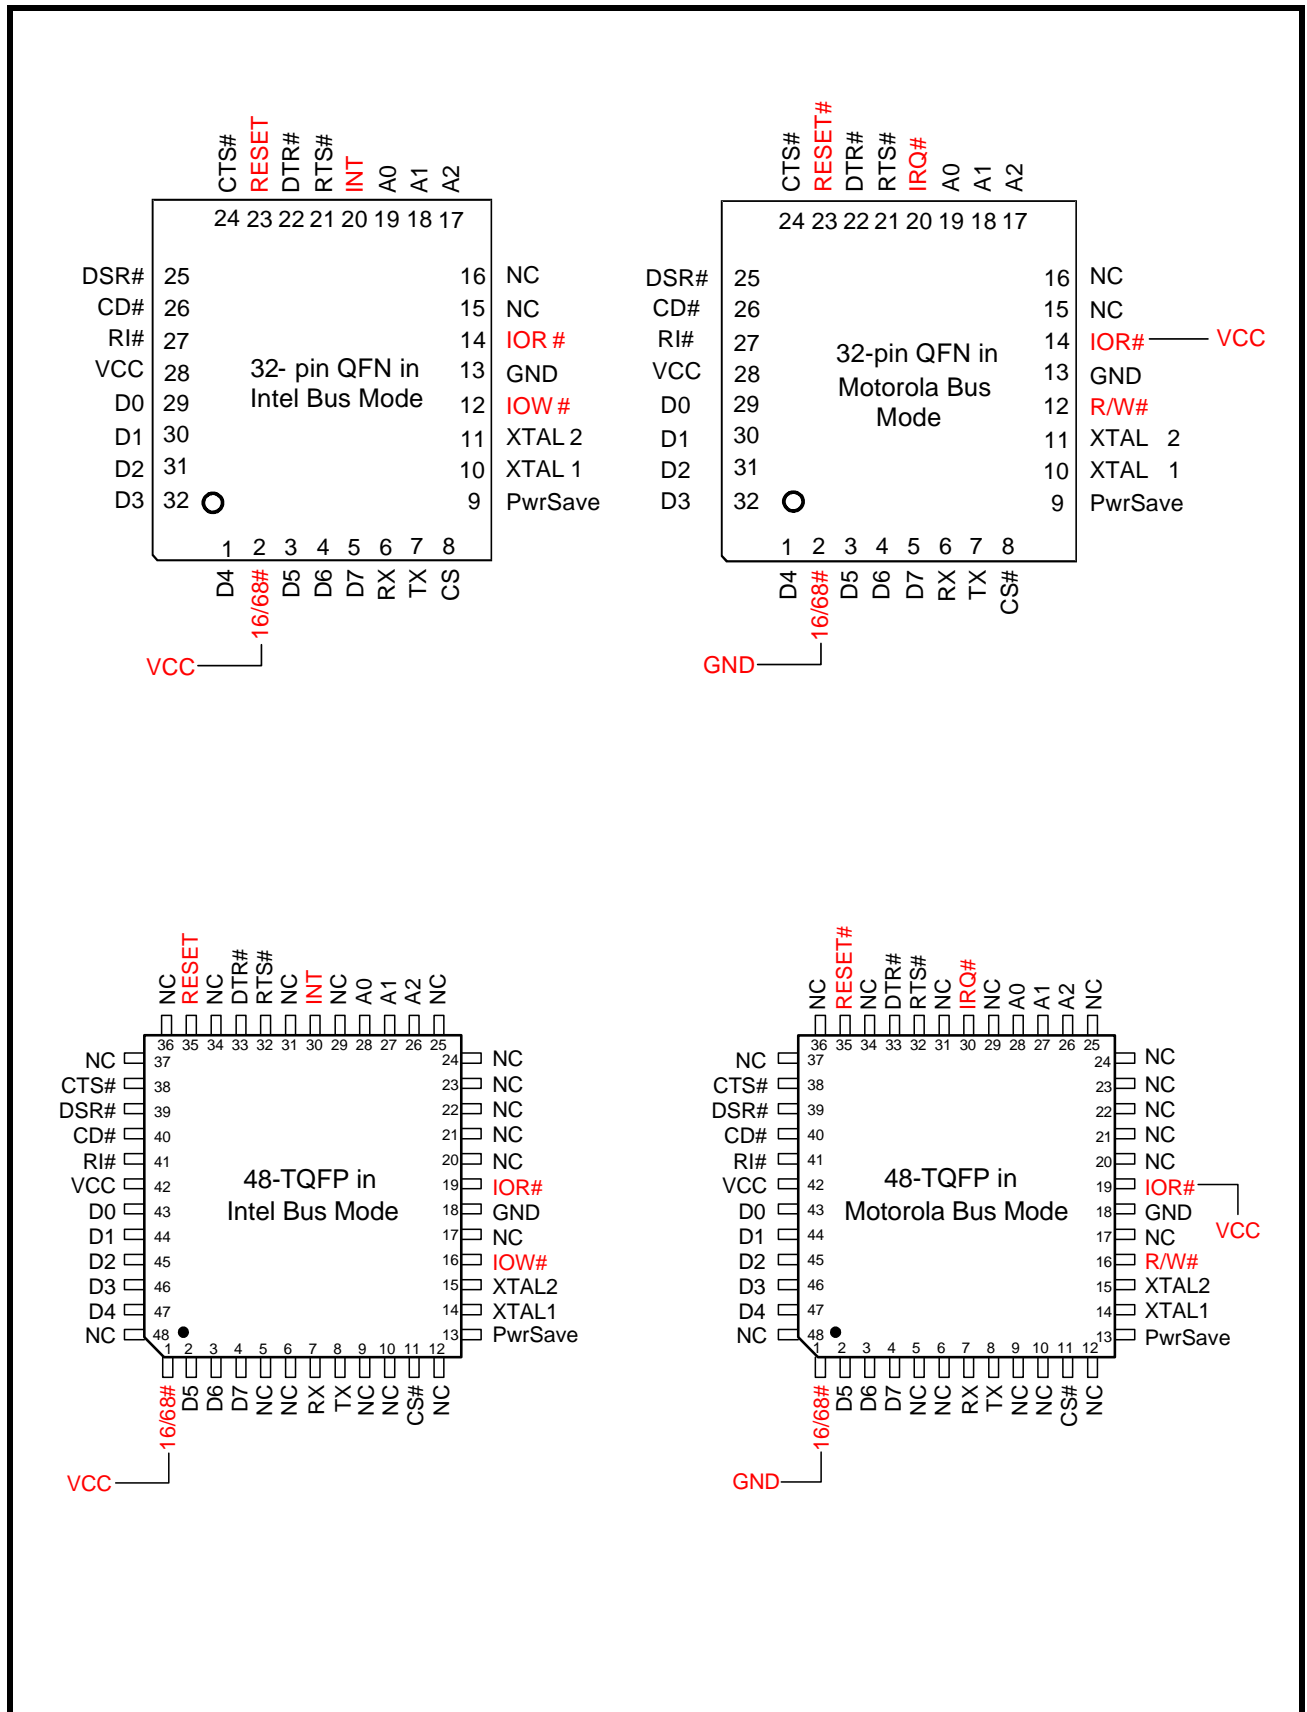 CTS# RESET DTR# RTS# INT A0 A1 A2
24 23 22 21 20 19 18 17
DSR# 25 16 NC
CD# 26 15 NC
RI# 27 14 IOR #
VCC 28 13 GND
D0 29 12 IOW #
D1 30 11 XTAL 2
D2 31 10 XTAL 1
D3 32 9 PwrSave
32- pin QFN in
Intel Bus Mode
1 2 3 4 5 6 7 8
D4 16/68# D5 D6 D7 RX TX CS
VCC
CTS# RESET# DTR# RTS# IRQ# A0 A1 A2
24 23 22 21 20 19 18 17
DSR# 25 16 NC
CD# 26 15 NC
RI# 27 14 IOR# VCC
VCC 28 13 GND
D0 29 12 R/W#
D1 30 11 XTAL 2
D2 31 10 XTAL 1
D3 32 9 PwrSave
32-pin QFN in
Motorola Bus
Mode
1 2 3 4 5 6 7 8
D4 16/68# D5 D6 D7 RX TX CS#
GND
NC RESET NC DTR# RTS# NC INT NC A0 A1 A2 NC
36 35 34 33 32 31 30 29 28 27 26 25
NC 37 24 NC
CTS# 38 23 NC
DSR# 39 22 NC
CD# 40 21 NC
RI# 41 20 NC
VCC 42 19 IOR#
D0 43 18 GND
D1 44 17 NC
D2 45 16 IOW#
D3 46 15 XTAL2
D4 47 14 XTAL1
NC 48 13 PwrSave
48-TQFP in
Intel Bus Mode
1 2 3 4 5 6 7 8 9 10 11 12
16/68# D5 D6 D7 NC NC RX TX NC NC CS# NC
VCC
NC RESET# NC DTR# RTS# NC IRQ# NC A0 A1 A2 NC
36 35 34 33 32 31 30 29 28 27 26 25
NC 37 24 NC
CTS# 38 23 NC
DSR# 39 22 NC
CD# 40 21 NC
RI# 41 20 NC
VCC 42 19 IOR#
D0 43 18 GND
VCC
D1 44 17 NC
D2 45 16 R/W#
D3 46 15 XTAL2
D4 47 14 XTAL1
NC 48 13 PwrSave
48-TQFP in
Motorola Bus Mode
1 2 3 4 5 6 7 8 9 10 11 12
16/68# D5 D6 D7 NC NC RX TX NC NC CS# NC
GND